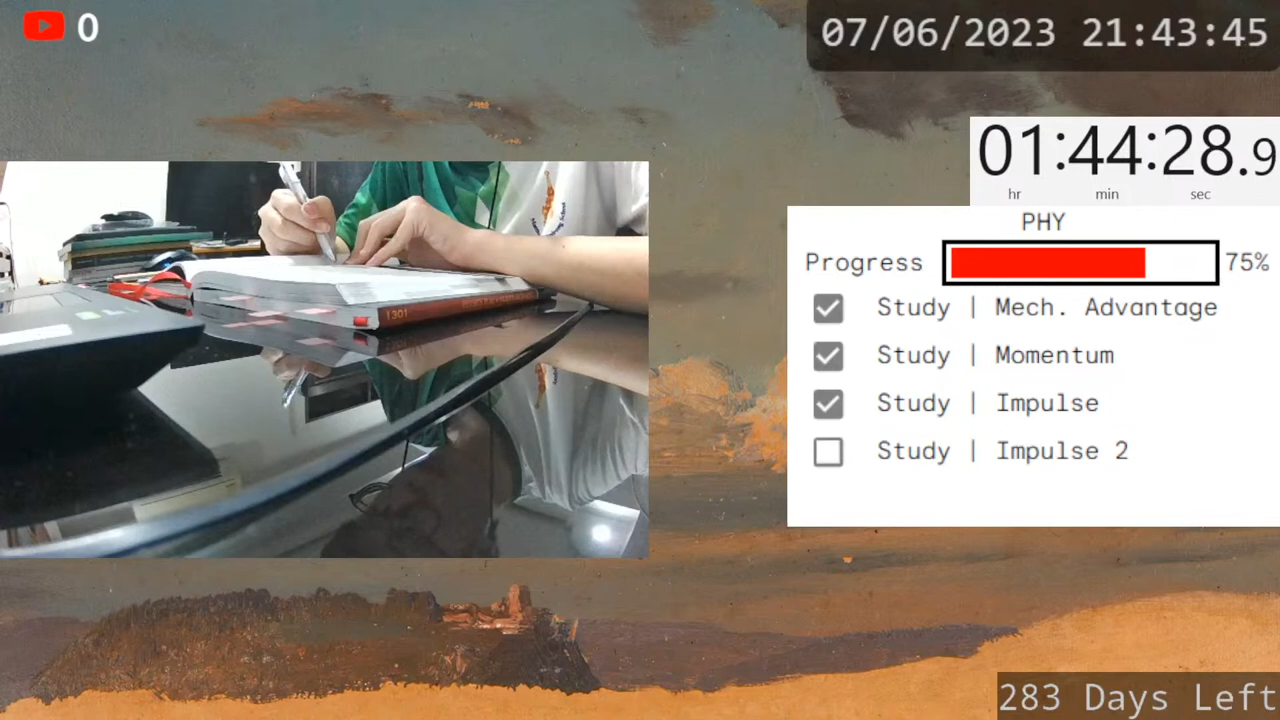 0
07/06/2023 21:43:45
01:44:28.9
hr min sec
PHY
Progress 75%
Study | Mech. Advantage
Study | Momentum
Study | Impulse
Study | Impulse 2
1301
283 Days Left